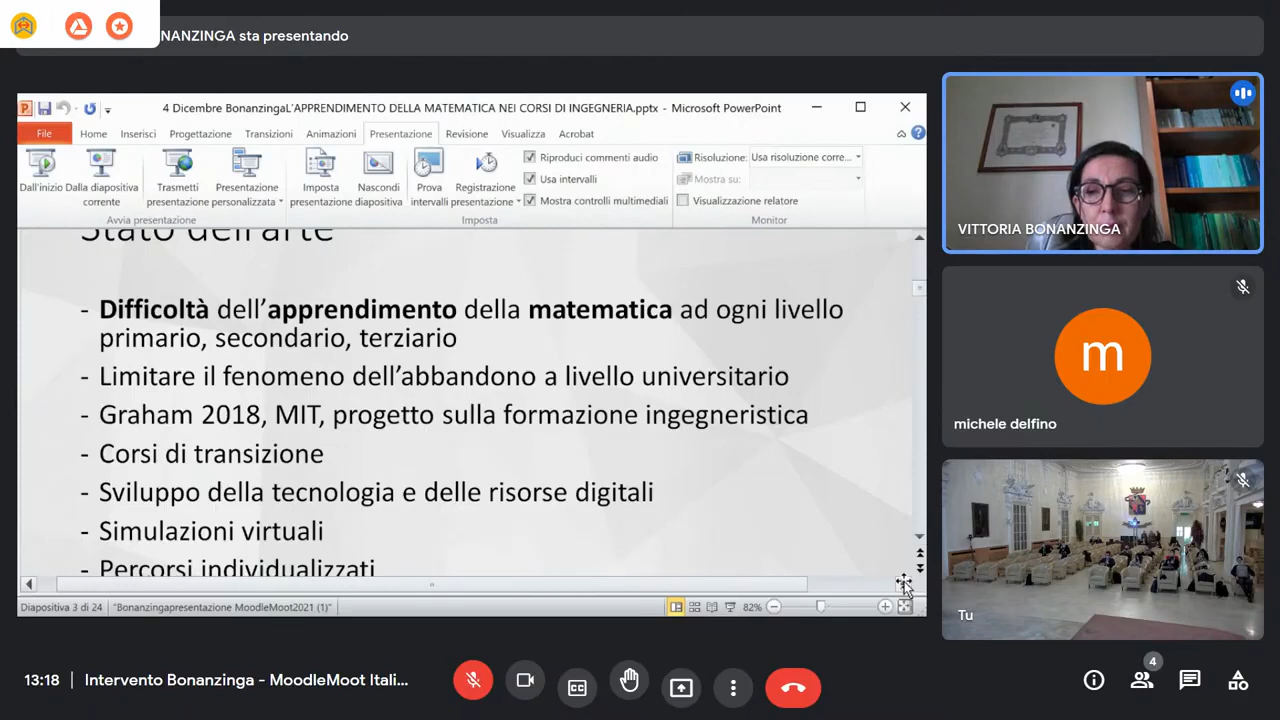 NANZINGA sta presentando
4 Dicembre BonanzingaL'APPRENDIMENTO DELLA MATEMATICA NEI CORSI DI INGEGNERIA.pptx - Microsoft PowerPoint
File Home Inserisci Progettazione Transizioni Animazioni Presentazione Revisione Visualizza Acrobat
Dall'inizio
Dalla diapositiva corrente
Trasmetti presentazione
Presentazione personalizzata
Avvia presentazione
Imposta presentazione
Nascondi diapositiva
Prova intervalli
Registrazione presentazione
Riproduci commenti audio
Usa intervalli
Mostra controlli multimediali
Imposta
Risoluzione: Usa risoluzione corre...
Mostra su:
Visualizzazione relatore
Monitor
Stato dell'arte
- Difficoltà dell'apprendimento della matematica ad ogni livello
primario, secondario, terziario
- Limitare il fenomeno dell'abbandono a livello universitario
- Graham 2018, MIT, progetto sulla formazione ingegneristica
- Corsi di transizione
- Sviluppo della tecnologia e delle risorse digitali
- Simulazioni virtuali
- Percorsi individualizzati
Diapositiva 3 di 24 "Bonanzingapresentazione MoodleMoot2021 (1)" 82%
VITTORIA BONANZINGA
m
michele delfino
Tu
13:18 Intervento Bonanzinga - MoodleMoot Itali...
4